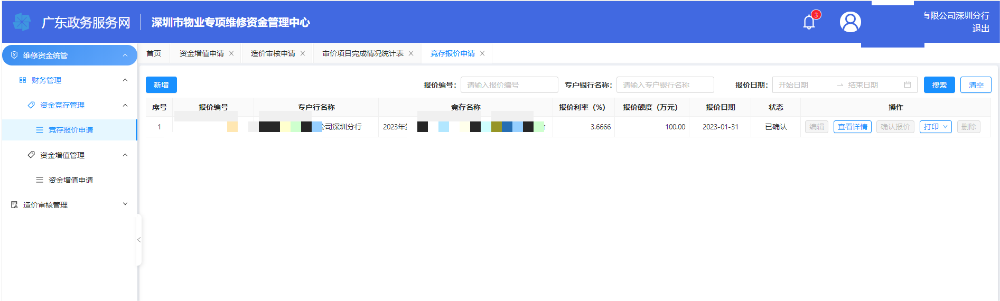 广东政务服务网
深圳市物业专项维修资金管理中心
3
有限公司深圳分行
退出
维修资金统管
财务管理
资金竞存管理
竞存报价申请
资金增值管理
资金增值申请
造价审核管理
首页 资金增值申请 造价审核申请 审价项目完成情况统计表 竞存报价申请
新增 报价编号: 请输入报价编号 专户银行名称: 请输入专户银行名称 报价日期: 开始日期 → 结束日期 搜索 清空
序号 报价编号 专户行名称 竞存名称 报价利率（%） 报价额度（万元） 报价日期 状态 操作
1 公司深圳分行 2023年 3.6666 100.00 2023-01-31 已确认 编辑 查看详情 确认报价 打印 删除